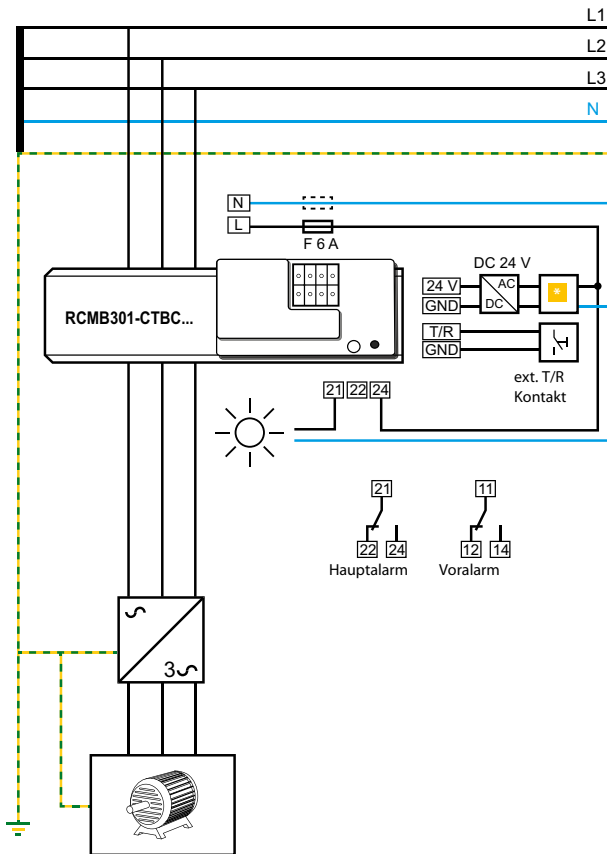 L1
L2
L3
N
N
L
F 6 A
DC 24 V
24 V
AC
GND
DC
*
RCMB301-CTBC...
T/R
GND
ext. T/R
Kontakt
21 22 24
21
11
22 24
12 14
Hauptalarm
Voralarm
3